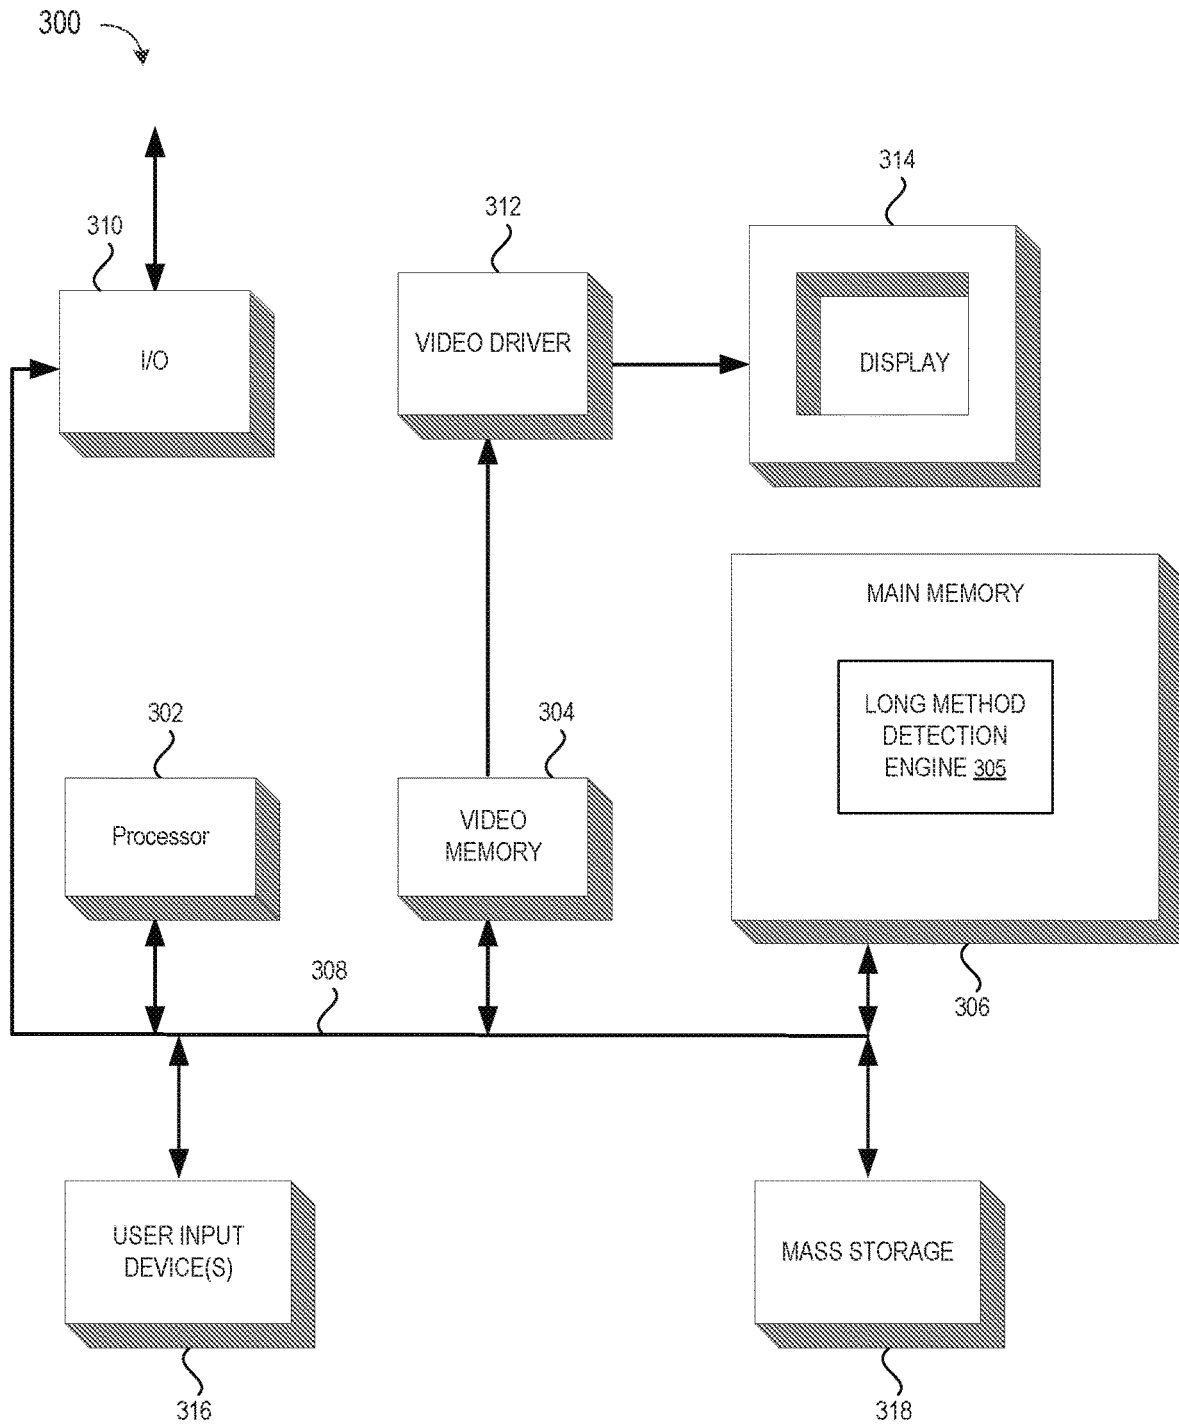 300
314
312
310
VIDEO DRIVER
I/O
DISPLAY
MAIN MEMORY
LONG METHOD
DETECTION
ENGINE 305
302
304
VIDEO
MEMORY
Processor
308
306
USER INPUT
DEVICE(S)
MASS STORAGE
316
318